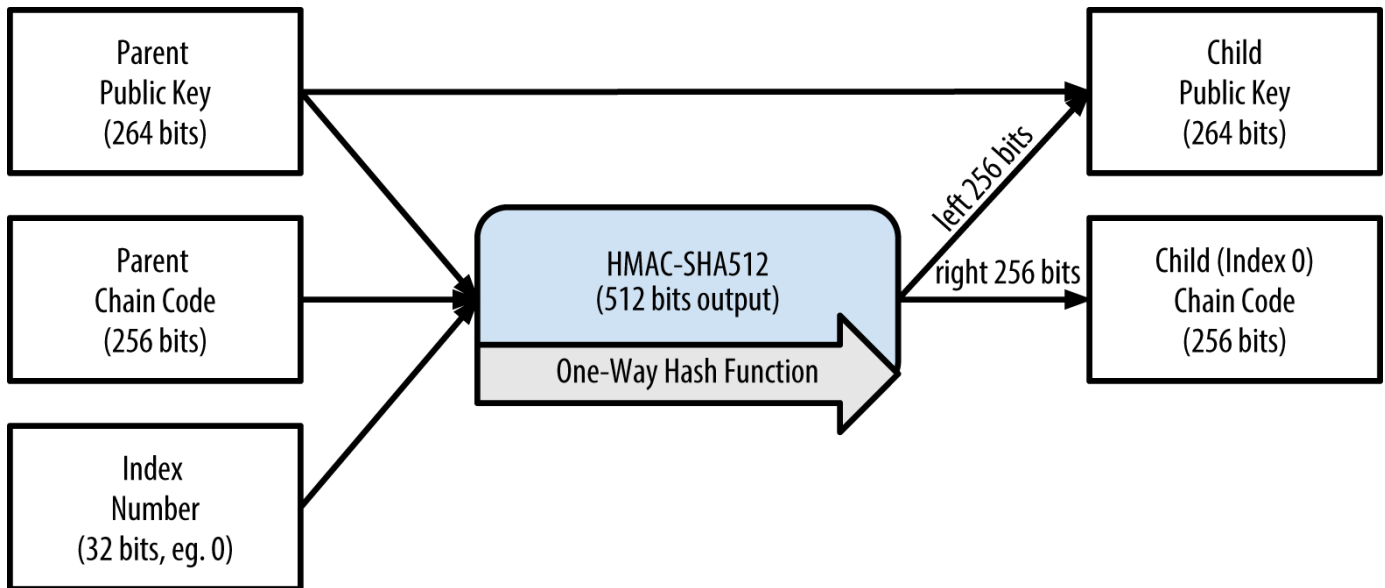 Parent
Public Key
(264 bits)
Parent
Chain Code
(256 bits)
Index
Number
(32 bits, eg. 0)
HMAC-SHA512
(512 bits output)
One-Way Hash Function
left 256 bits
right 256 bits
Child
Public Key
(264 bits)
Child (Index 0)
Chain Code
(256 bits)